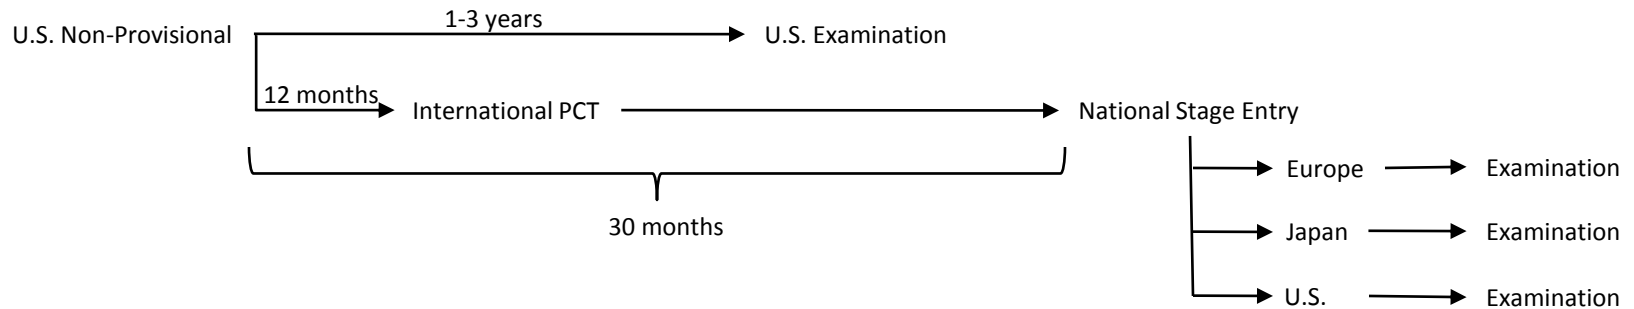 1-3 years
U.S. Non-Provisional
U.S. Examination
12 months
International PCT
National Stage Entry
Europe
Examination
30 months
Japan
Examination
U.S.
Examination